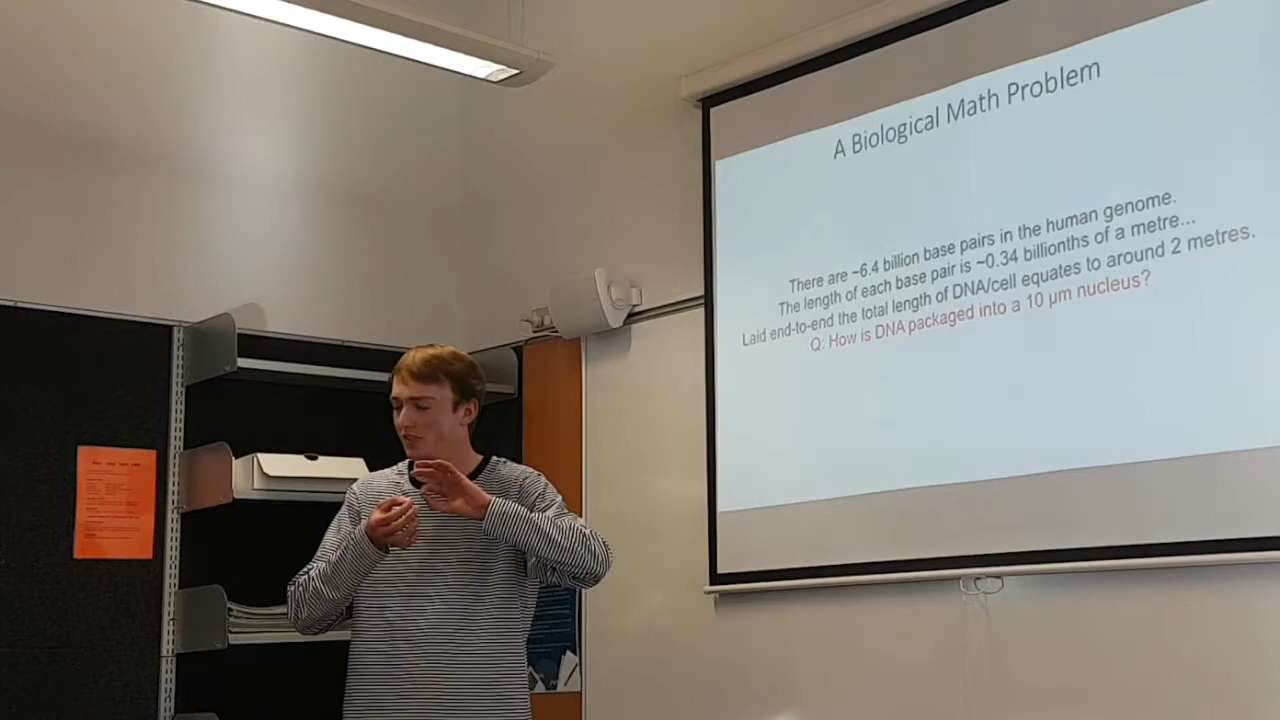 A Biological Math Problem
There are ~6.4 billion base pairs in the human genome.
The length of each base pair is ~0.34 billionths of a metre...
Laid end-to-end the total length of DNA/cell equates to around 2 metres.
Q: How is DNA packaged into a 10 µm nucleus?